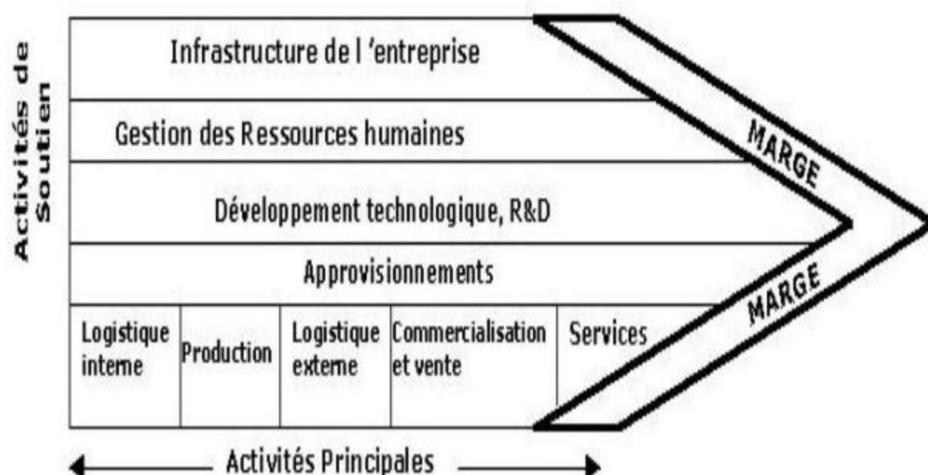 Activités de
Soutien
Infrastructure de l 'entreprise
Gestion des Ressources humaines
Développement technologique, R&D
Approvisionnements
MARGE
MARGE
Logistique
interne
Production
Logistique
externe
Commercialisation
et vente
Services
Activités Principales